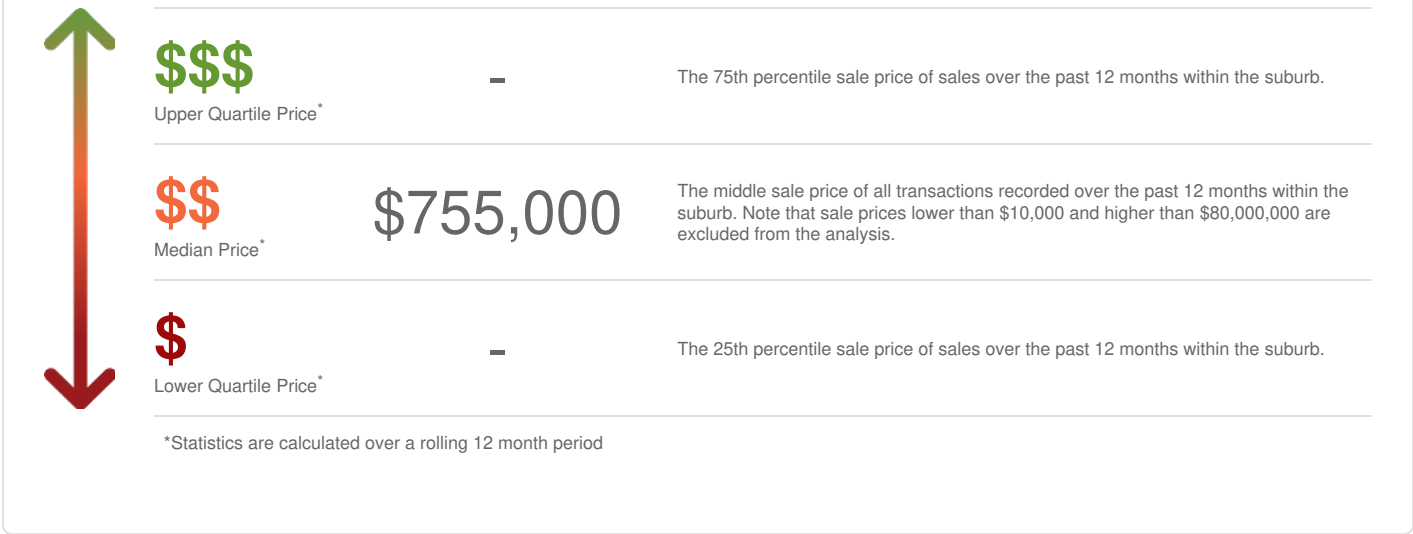 $$$
Upper Quartile Price*
-
The 75th percentile sale price of sales over the past 12 months within the suburb.
$$
Median Price*
$755,000
The middle sale price of all transactions recorded over the past 12 months within the
suburb. Note that sale prices lower than $10,000 and higher than $80,000,000 are
excluded from the analysis.
$
Lower Quartile Price*
-
The 25th percentile sale price of sales over the past 12 months within the suburb.
*Statistics are calculated over a rolling 12 month period